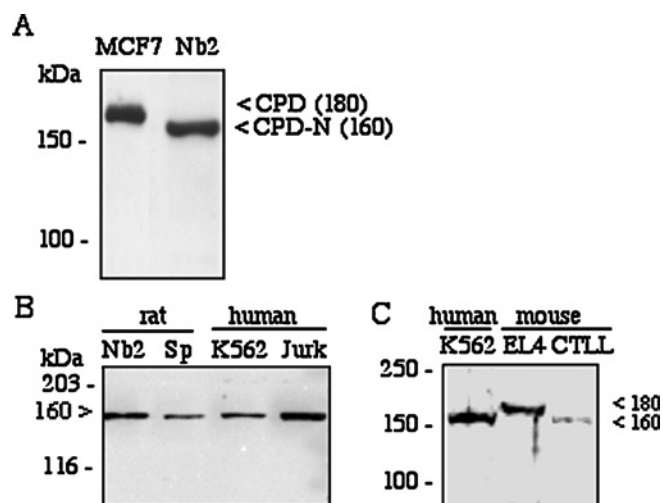 A
MCF7 Nb2
kDa
< CPD (180)
150 -
< CPD-N (160)
100 -
B
rat human
Nb2 Sp K562 Jurk
kDa
203 -
160 >
116 -
C
human mouse
K562 EL4 CTLL
250 -
< 180
150 -
< 160
100 -